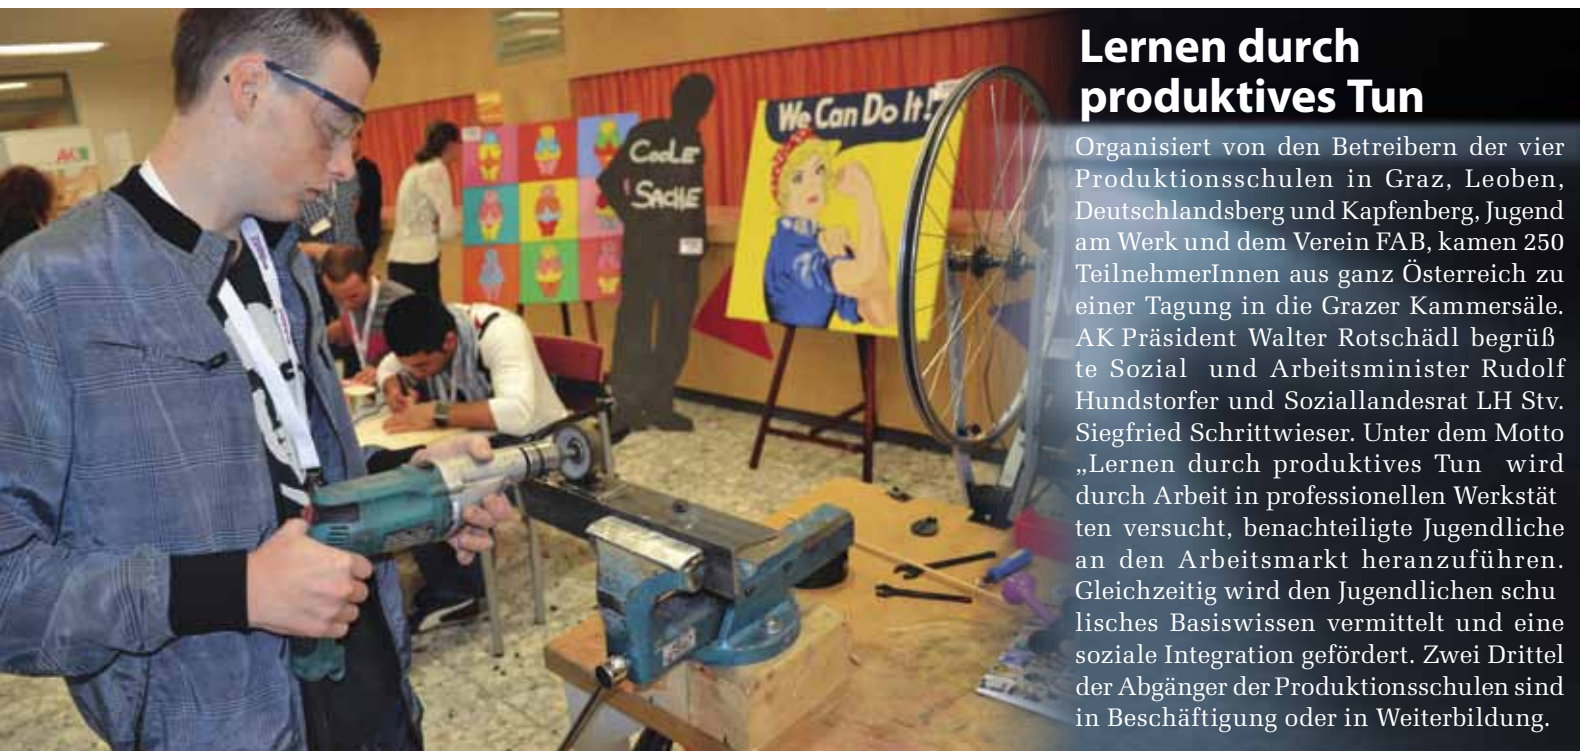 AK
CooLE
SACHE
We Can Do It!
Lernen durch
produktives Tun
Organisiert von den Betreibern der vier
Produktionsschulen in Graz, Leoben,
Deutschlandsberg und Kapfenberg, Jugend
am Werk und dem Verein FAB, kamen 250
TeilnehmerInnen aus ganz Österreich zu
einer Tagung in die Grazer Kammersäle.
AK Präsident Walter Rotschädl begrüß
te Sozial und Arbeitsminister Rudolf
Hundstorfer und Soziallandesrat LH Stv.
Siegfried Schrittwieser. Unter dem Motto
„Lernen durch produktives Tun wird
durch Arbeit in professionellen Werkstät
ten versucht, benachteiligte Jugendliche
an den Arbeitsmarkt heranzuführen.
Gleichzeitig wird den Jugendlichen schu
lisches Basiswissen vermittelt und eine
soziale Integration gefördert. Zwei Drittel
der Abgänger der Produktionsschulen sind
in Beschäftigung oder in Weiterbildung.